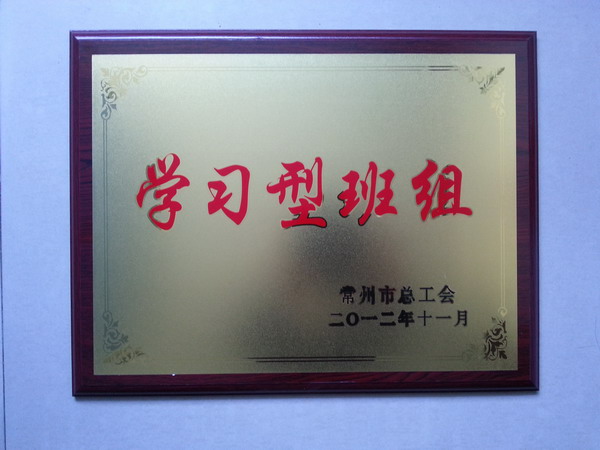 学习型班组
常州市总工会
二〇一二年十一月